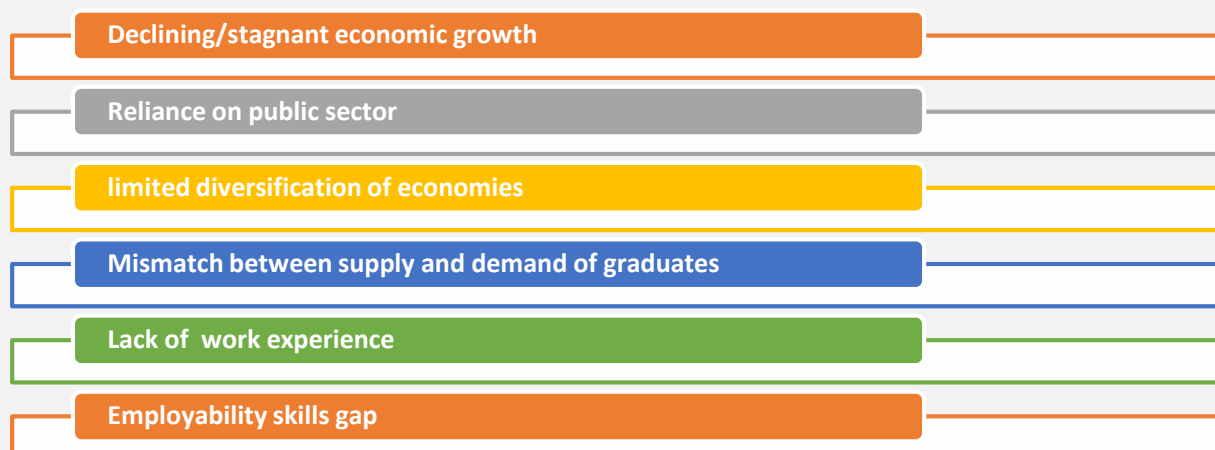 Declining/stagnant economic growth
Reliance on public sector
limited diversification of economies
Mismatch between supply and demand of graduates
Lack of  work experience
Employability skills gap